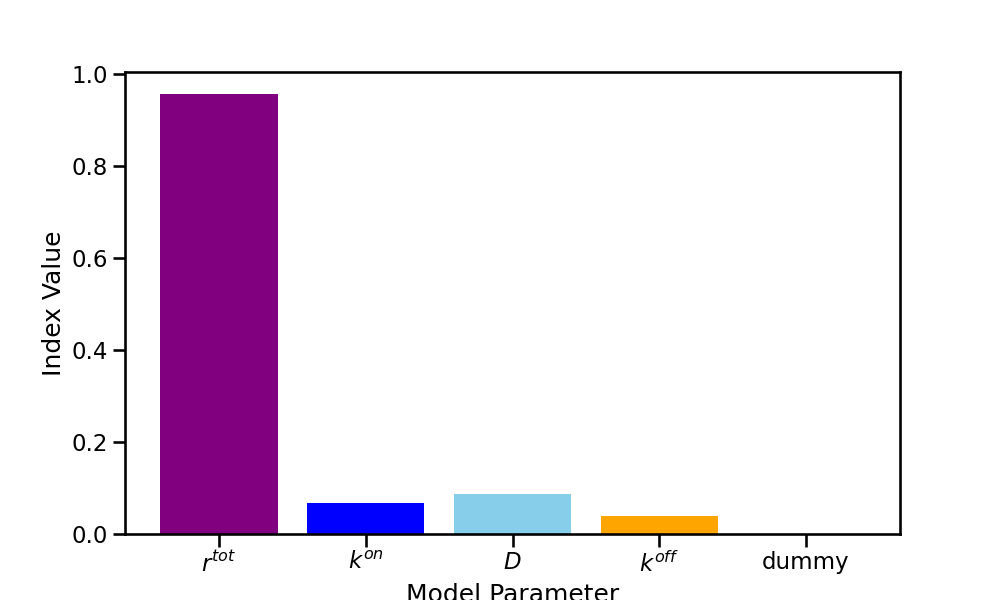 1.0
0.8
0.6
0.4
0.2
0.0
Index Value
r^{tot} k^{on} D k^{off} dummy
Model Parameter